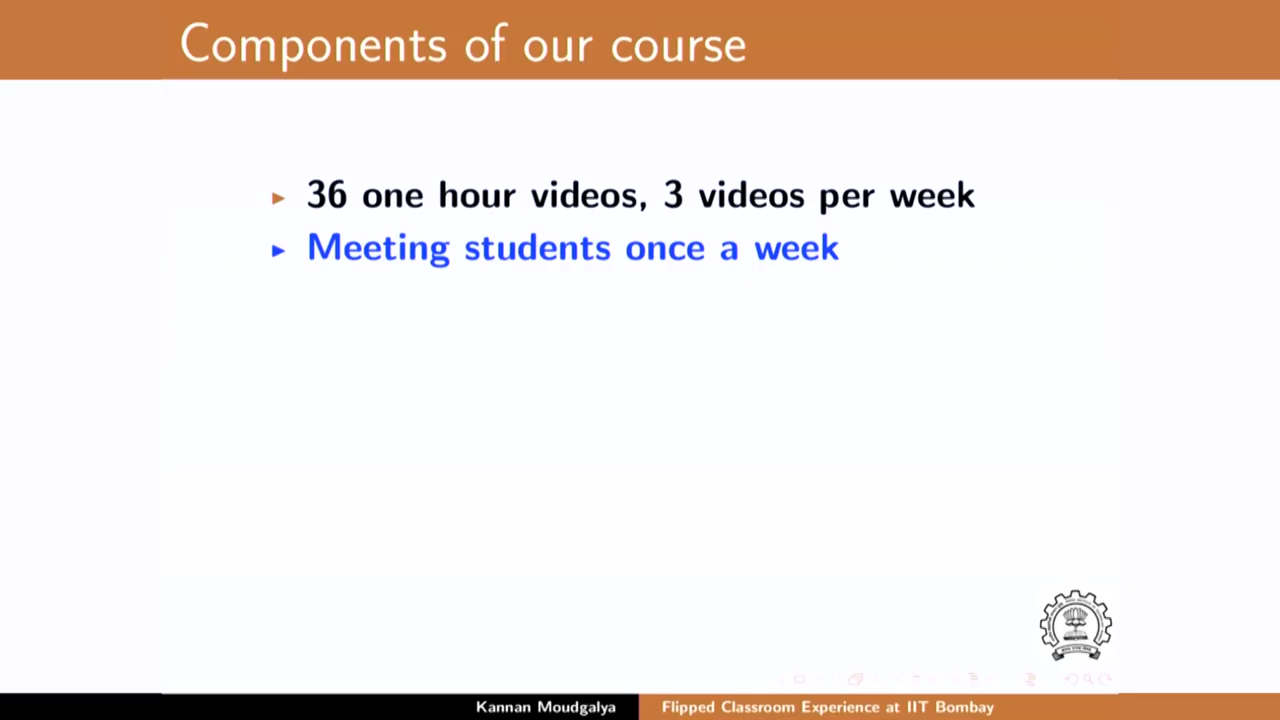 Components of our course
36 one hour videos, 3 videos per week
Meeting students once a week
Kannan Moudgalya
Flipped Classroom Experience at IIT Bombay